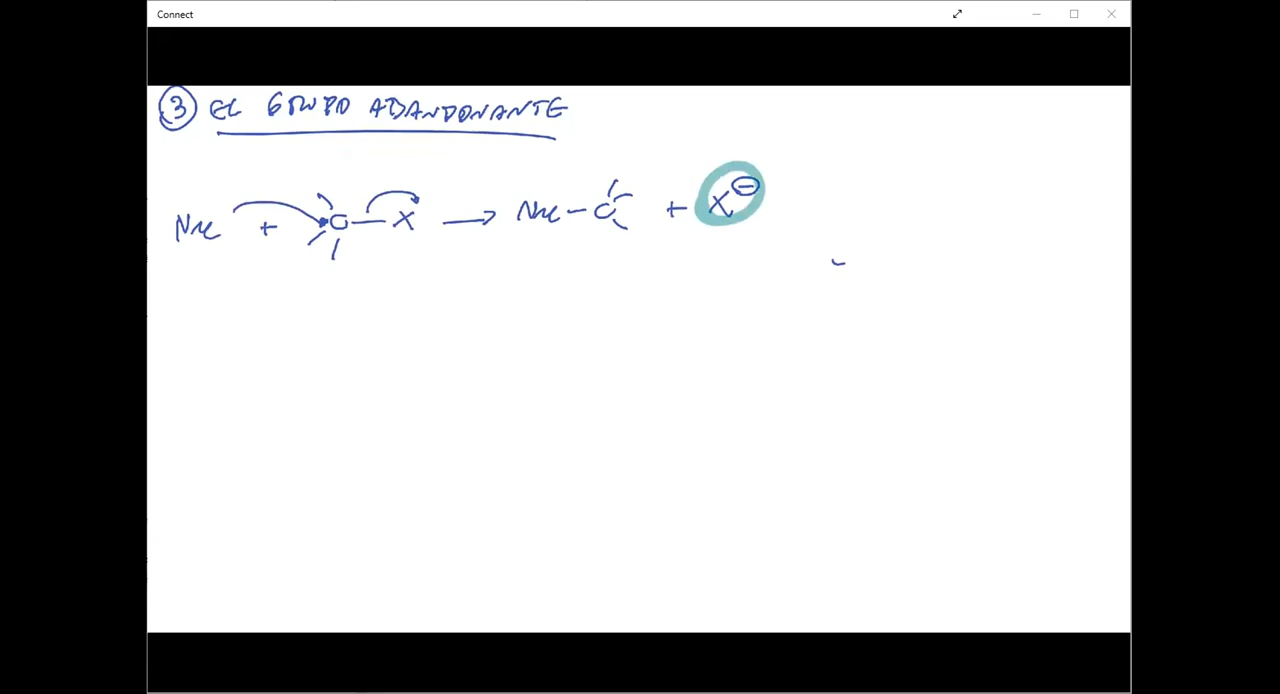 Connect
③ EL GRUPO ABANDONANTE
Nu + C — X → Nu — C + X⊖